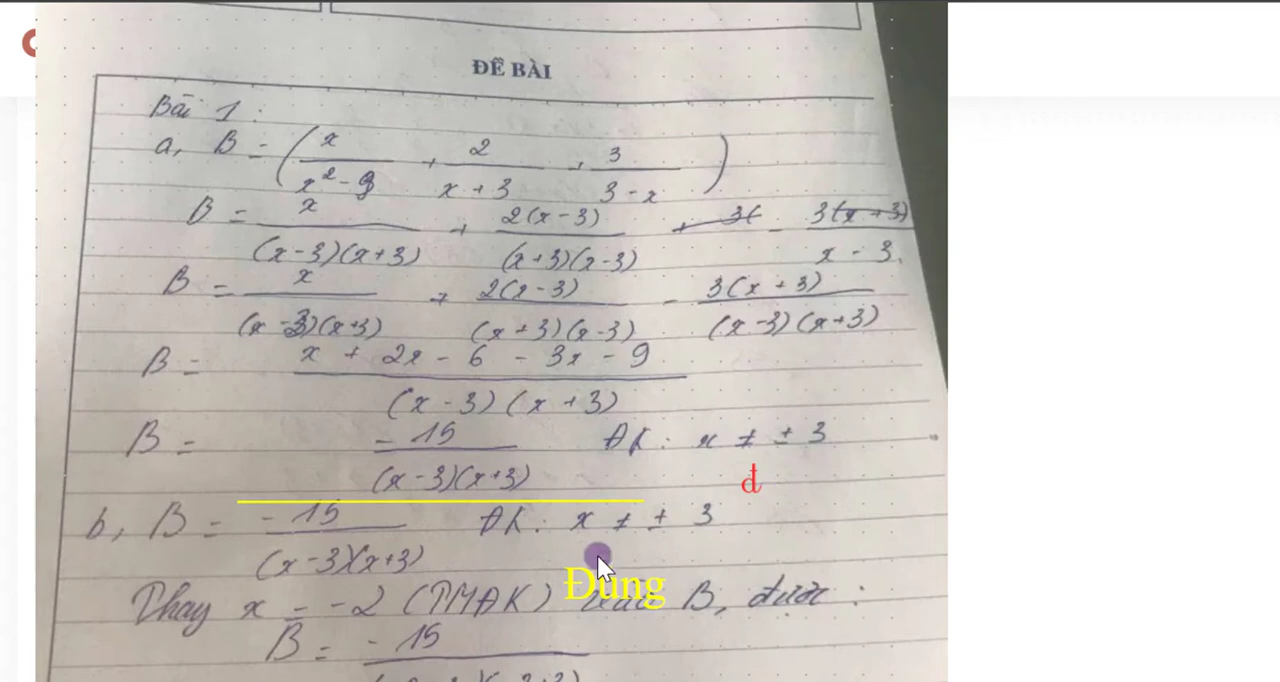 ĐỀ BÀI
Bài 1 :
a, B = ( x / (x² - 9) + 2 / (x + 3) + 3 / (3 - x) )
B = x / ((x-3)(x+3)) + 2(x-3) / ((x+3)(x-3)) - 3 / (x - 3)
B = x / ((x-3)(x+3)) + 2(x-3) / ((x+3)(x-3)) - 3(x+3) / ((x-3)(x+3))
B = (x + 2x - 6 - 3x - 9) / ((x-3)(x+3))
B = -15 / ((x-3)(x+3)) ĐK: x ≠ ± 3
đ
b, B = -15 / ((x-3)(x+3)) ĐK: x ≠ ± 3
Đúng
Thay x = -2 (TMĐK) vào B, được :
B = -15